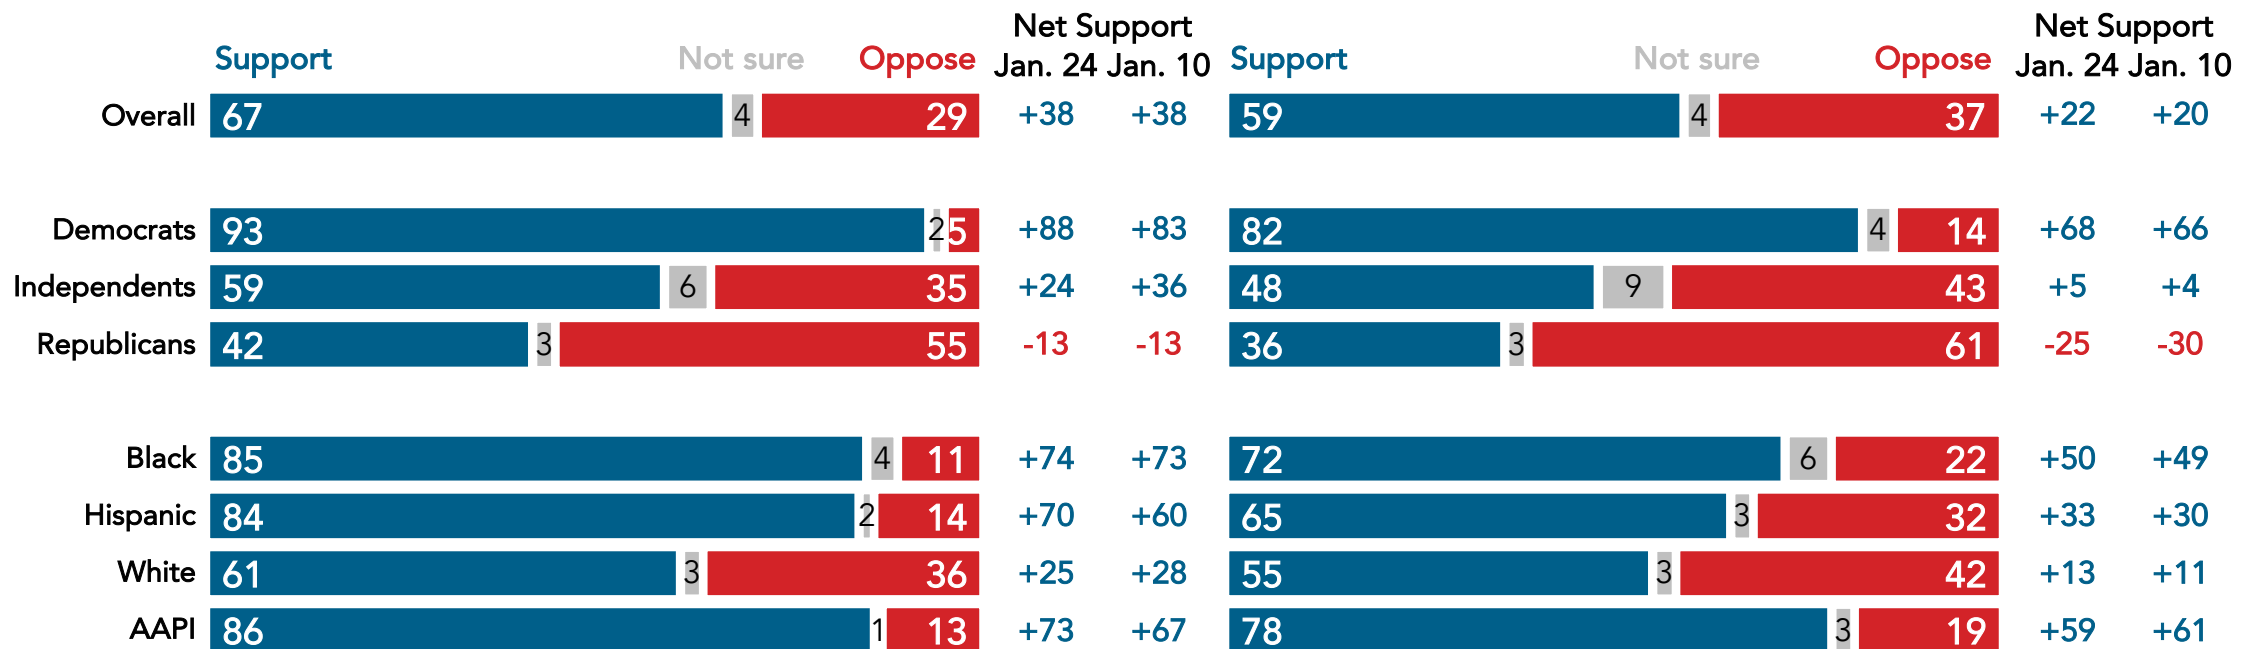 Net Support Net Support
Support Not sure Oppose Jan. 24 Jan. 10 Support Not sure Oppose Jan. 24 Jan. 10
Overall 67 4 29 +38 +38 59 4 37 +22 +20
Democrats 93 2 5 +88 +83 82 4 14 +68 +66
Independents 59 6 35 +24 +36 48 9 43 +5 +4
Republicans 42 3 55 -13 -13 36 3 61 -25 -30
Black 85 4 11 +74 +73 72 6 22 +50 +49
Hispanic 84 2 14 +70 +60 65 3 32 +33 +30
White 61 3 36 +25 +28 55 3 42 +13 +11
AAPI 86 1 13 +73 +67 78 3 19 +59 +61